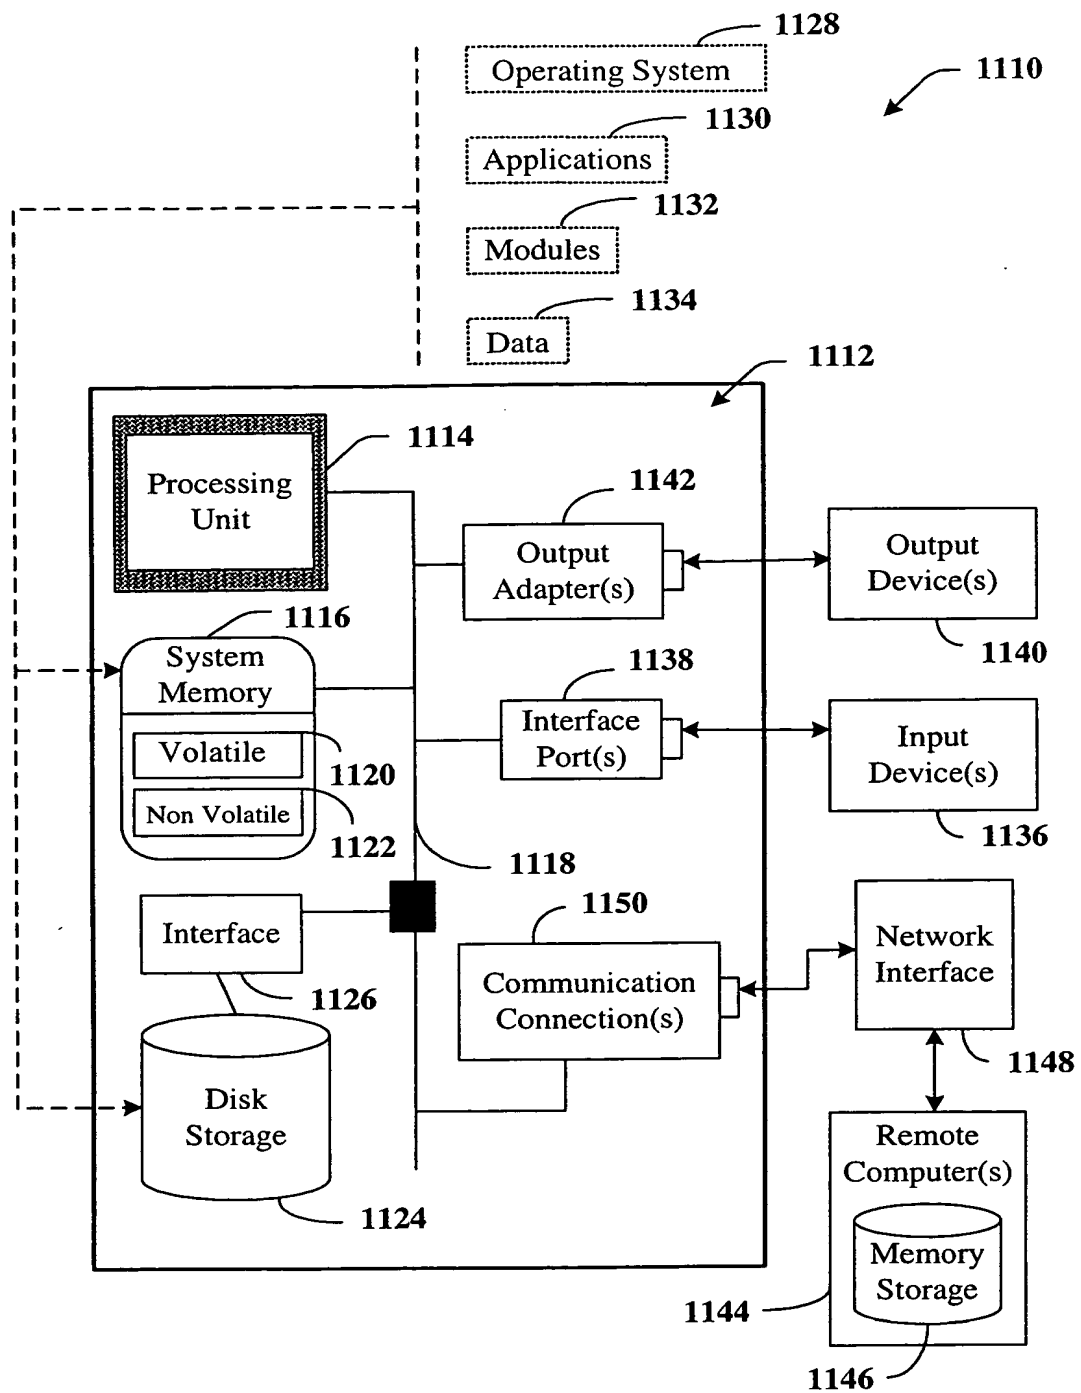 1128
Operating System
1110
1130
Applications
1132
Modules
1134
Data
1112
1114
Processing
Unit
1142
Output
Adapter(s)
Output
Device(s)
1140
1116
System
Memory
1138
Interface
Port(s)
Input
Device(s)
1136
Volatile
1120
Non Volatile
1122
1118
1150
Interface
1126
Communication
Connection(s)
Network
Interface
1148
Disk
Storage
1124
Remote
Computer(s)
Memory
Storage
1144
1146